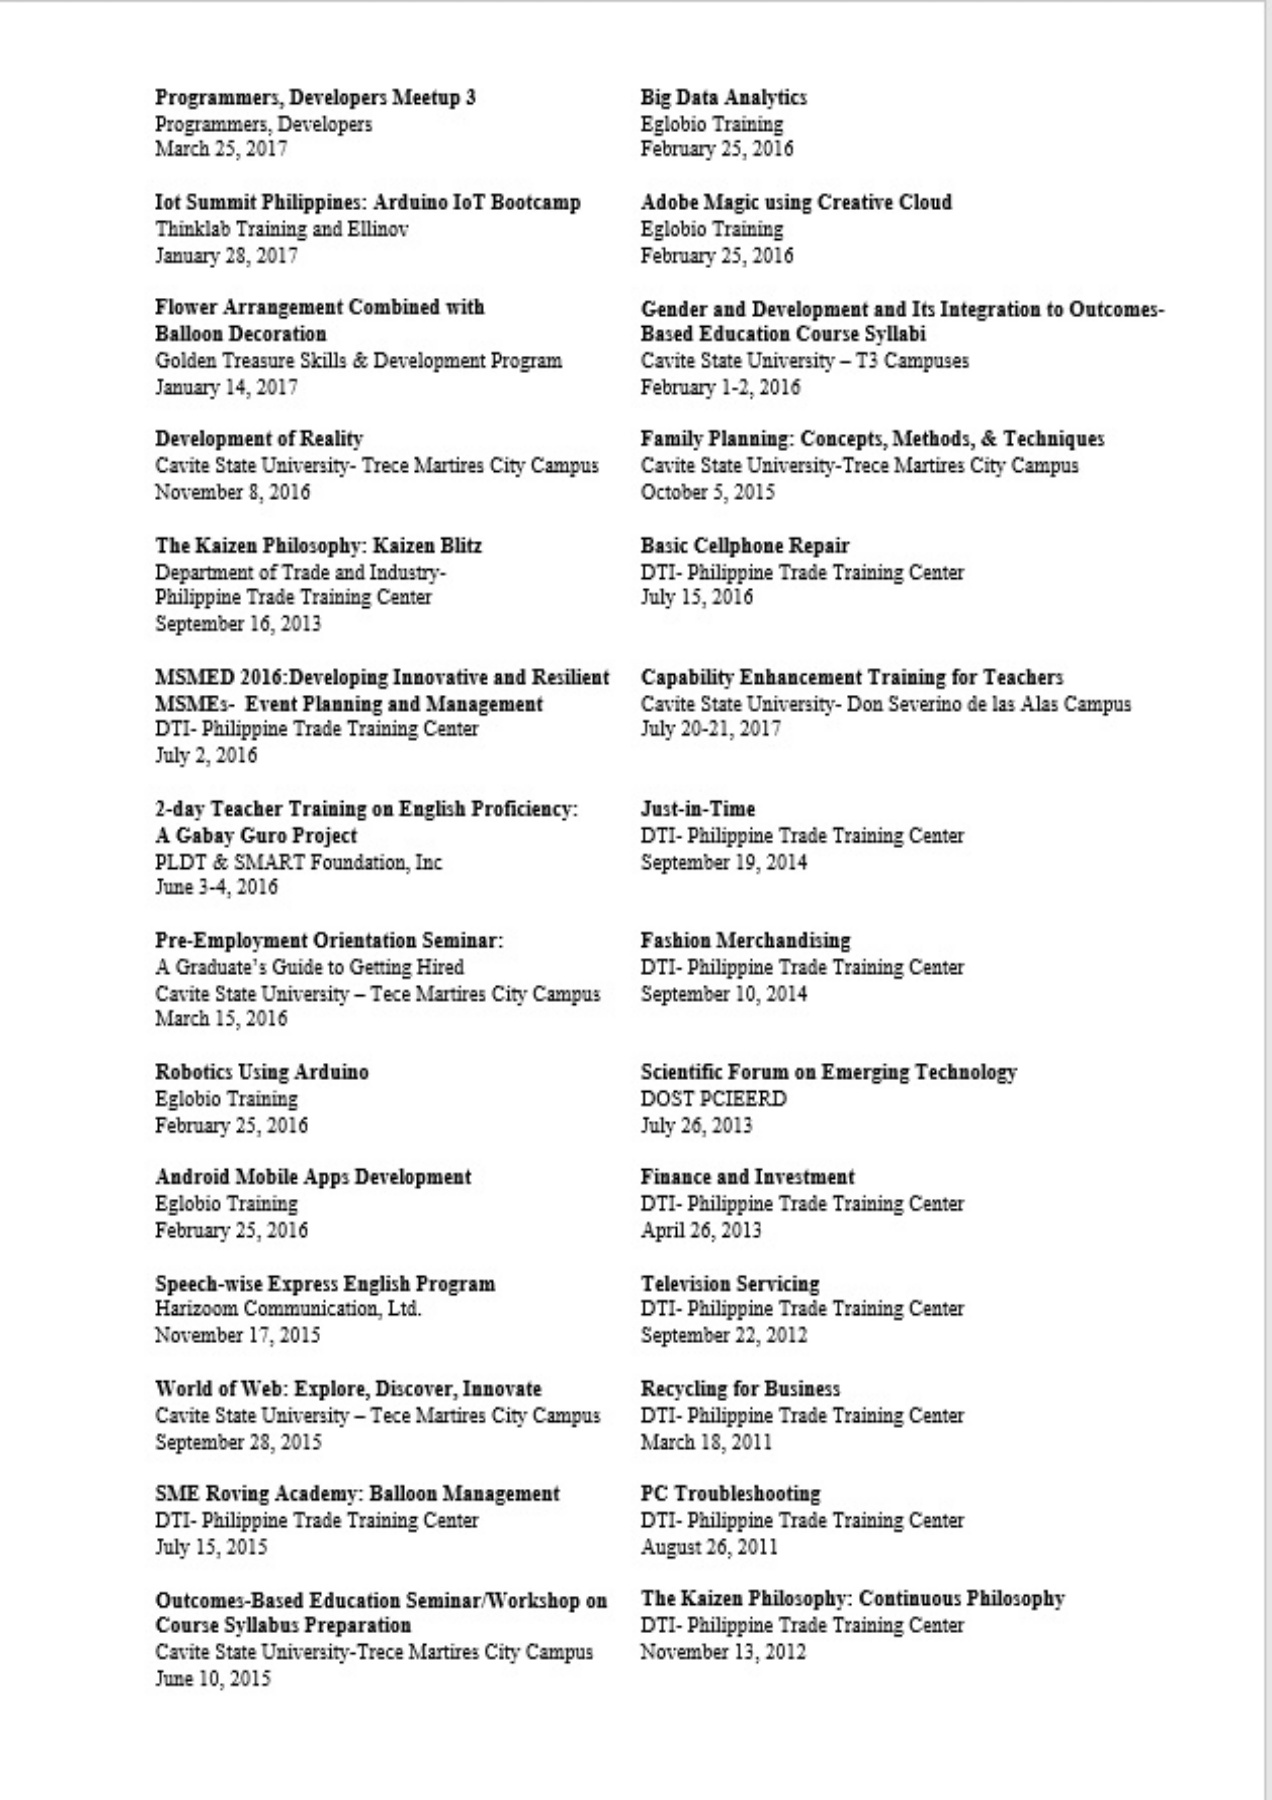 Programmers, Developers Meetup 3
Programmers, Developers
March 25, 2017
Iot Summit Philippines: Arduino IoT Bootcamp
Thinklab Training and Ellinov
January 28, 2017
Flower Arrangement Combined with
Balloon Decoration
Golden Treasure Skills & Development Program
January 14, 2017
Development of Reality
Cavite State University- Trece Martires City Campus
November 8, 2016
The Kaizen Philosophy: Kaizen Blitz
Department of Trade and Industry-
Philippine Trade Training Center
September 16, 2013
MSMED 2016:Developing Innovative and Resilient
MSMEs-  Event Planning and Management
DTI- Philippine Trade Training Center
July 2, 2016
2-day Teacher Training on English Proficiency:
A Gabay Guro Project
PLDT & SMART Foundation, Inc
June 3-4, 2016
Pre-Employment Orientation Seminar:
A Graduate's Guide to Getting Hired
Cavite State University – Tece Martires City Campus
March 15, 2016
Robotics Using Arduino
Eglobio Training
February 25, 2016
Android Mobile Apps Development
Eglobio Training
February 25, 2016
Speech-wise Express English Program
Harizoom Communication, Ltd.
November 17, 2015
World of Web: Explore, Discover, Innovate
Cavite State University – Tece Martires City Campus
September 28, 2015
SME Roving Academy: Balloon Management
DTI- Philippine Trade Training Center
July 15, 2015
Outcomes-Based Education Seminar/Workshop on
Course Syllabus Preparation
Cavite State University-Trece Martires City Campus
June 10, 2015
Big Data Analytics
Eglobio Training
February 25, 2016
Adobe Magic using Creative Cloud
Eglobio Training
February 25, 2016
Gender and Development and Its Integration to Outcomes-
Based Education Course Syllabi
Cavite State University – T3 Campuses
February 1-2, 2016
Family Planning: Concepts, Methods, & Techniques
Cavite State University-Trece Martires City Campus
October 5, 2015
Basic Cellphone Repair
DTI- Philippine Trade Training Center
July 15, 2016
Capability Enhancement Training for Teachers
Cavite State University- Don Severino de las Alas Campus
July 20-21, 2017
Just-in-Time
DTI- Philippine Trade Training Center
September 19, 2014
Fashion Merchandising
DTI- Philippine Trade Training Center
September 10, 2014
Scientific Forum on Emerging Technology
DOST PCIEERD
July 26, 2013
Finance and Investment
DTI- Philippine Trade Training Center
April 26, 2013
Television Servicing
DTI- Philippine Trade Training Center
September 22, 2012
Recycling for Business
DTI- Philippine Trade Training Center
March 18, 2011
PC Troubleshooting
DTI- Philippine Trade Training Center
August 26, 2011
The Kaizen Philosophy: Continuous Philosophy
DTI- Philippine Trade Training Center
November 13, 2012